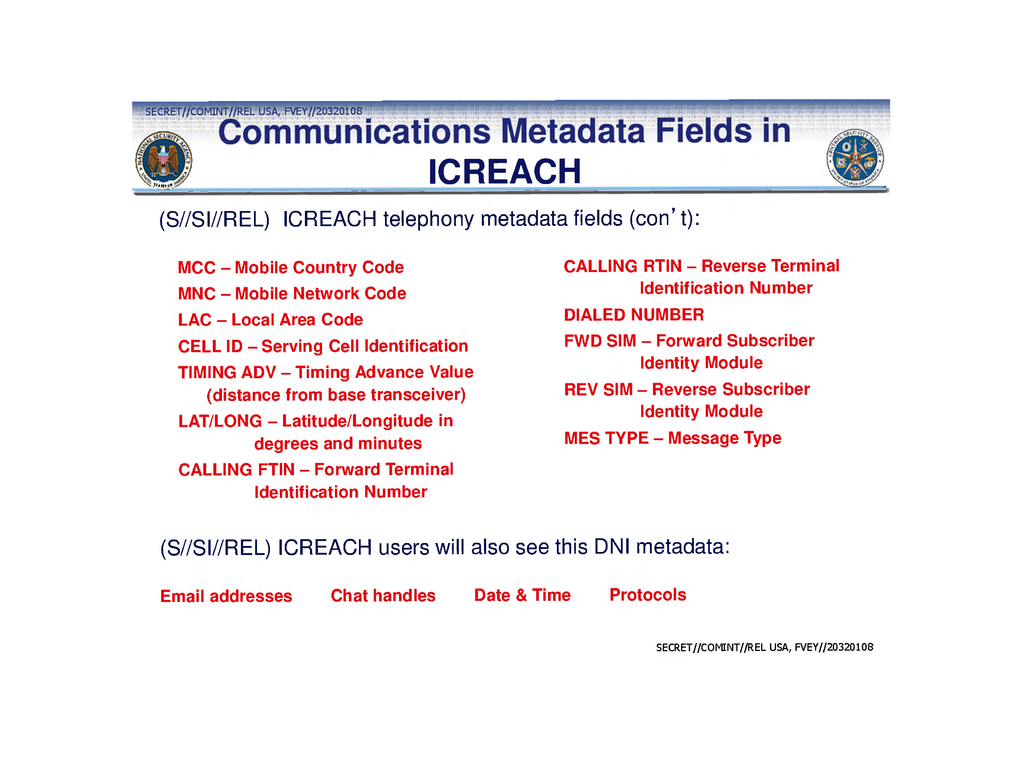 SECRET//COMINT//REL USA, FVEY//20320108
Communications Metadata Fields in
ICREACH
(S//SI//REL) ICREACH telephony metadata fields (con’t):
MCC – Mobile Country Code
MNC – Mobile Network Code
LAC – Local Area Code
CELL ID – Serving Cell Identification
TIMING ADV – Timing Advance Value
(distance from base transceiver)
LAT/LONG – Latitude/Longitude in
degrees and minutes
CALLING FTIN – Forward Terminal
Identification Number
CALLING RTIN – Reverse Terminal
Identification Number
DIALED NUMBER
FWD SIM – Forward Subscriber
Identity Module
REV SIM – Reverse Subscriber
Identity Module
MES TYPE – Message Type
(S//SI//REL) ICREACH users will also see this DNI metadata:
Email addresses Chat handles Date & Time Protocols
SECRET//COMINT//REL USA, FVEY//20320108